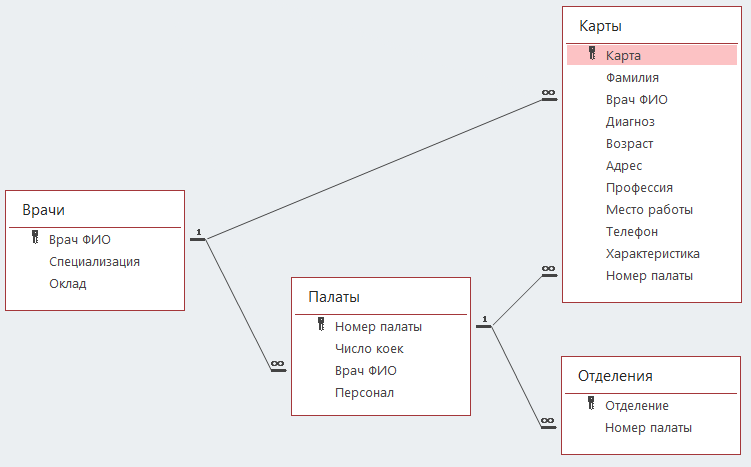 Врачи
Врач ФИО
Специализация
Оклад
1
∞
∞
Палаты
Номер палаты
Число коек
Врач ФИО
Персонал
1
∞
∞
Карты
Карта
Фамилия
Врач ФИО
Диагноз
Возраст
Адрес
Профессия
Место работы
Телефон
Характеристика
Номер палаты
Отделения
Отделение
Номер палаты